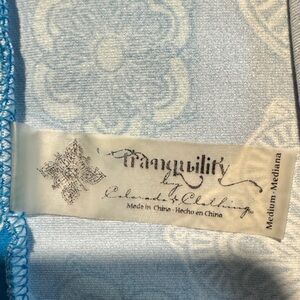 tranquility
by
Colorado Clothing
Made in China · Hecho en China
Medium · Mediana